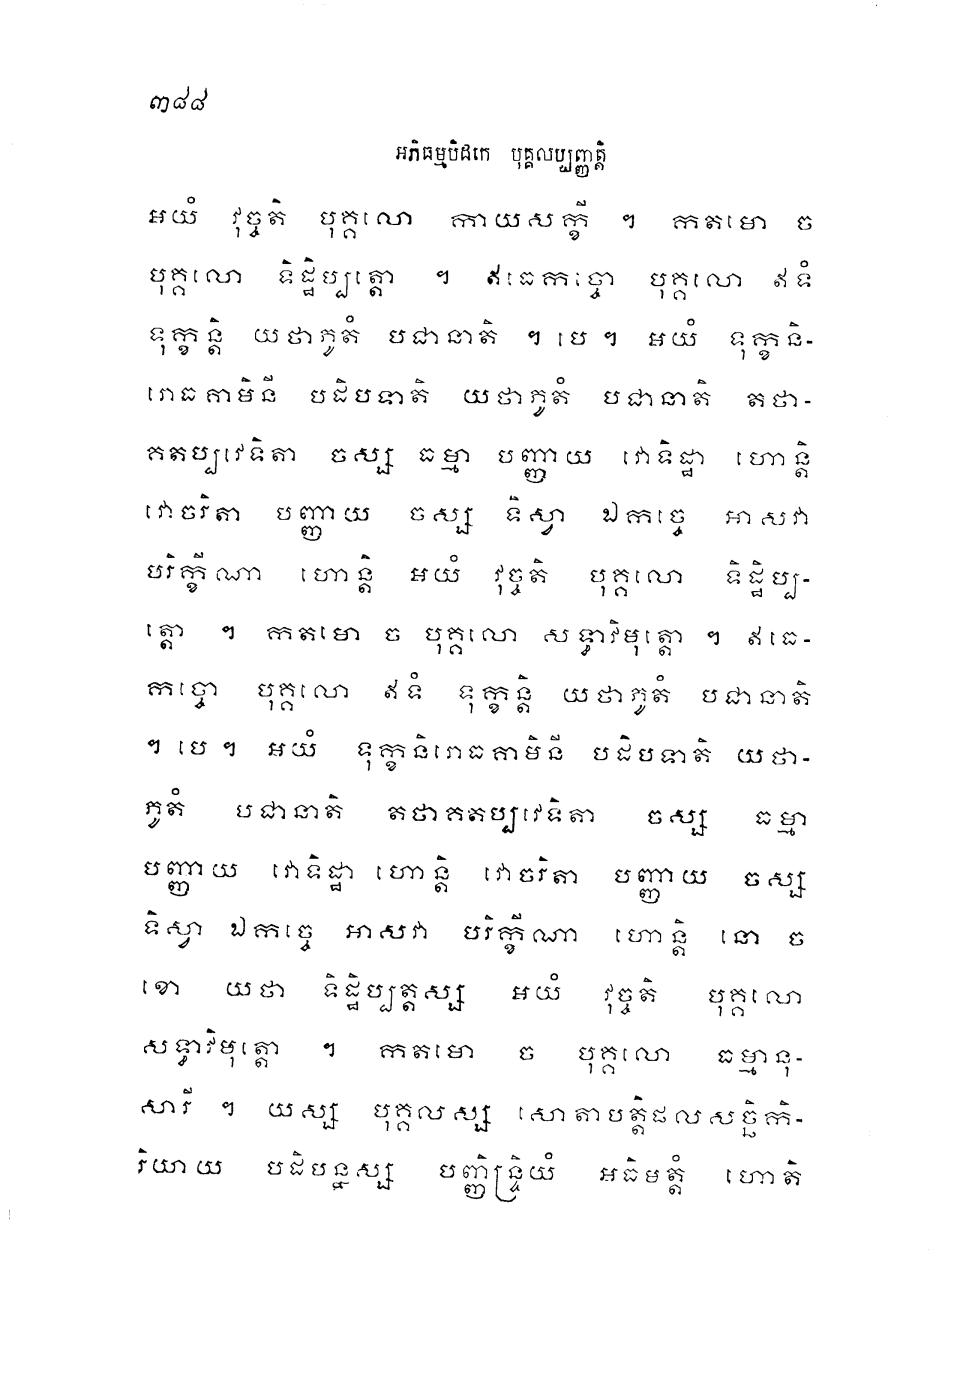 ៣៨៨
អភិធម្មបិដកេ បុគ្គលប្បញ្ញត្តិ
អយំ វុច្ចតិ បុគ្គលោ កាយសក្ខី ។ កតមោ ច
បុគ្គលោ ទិដ្ឋិប្បត្តោ ។ ឥធេកច្ចោ បុគ្គលោ ឥទំ
ទុក្ខន្តិ យថាភូតំ បជានាតិ ។ បេ ។ អយំ ទុក្ខនិ-
រោធគាមិនី បដិបទាតិ យថាភូតំ បជានាតិ តថា-
គតប្បវេទិតា ចស្ស ធម្មា បញ្ញាយ វោទិដ្ឋា ហោន្តិ
វោចរិតា បញ្ញាយ ចស្ស ទិស្វា ឯកច្ចេ អាសវា
បរិក្ខីណា ហោន្តិ អយំ វុច្ចតិ បុគ្គលោ ទិដ្ឋិប្ប-
ត្តោ ។ កតមោ ច បុគ្គលោ សទ្ធាវិមុត្តោ ។ ឥធេ-
កច្ចោ បុគ្គលោ ឥទំ ទុក្ខន្តិ យថាភូតំ បជានាតិ
។ បេ ។ អយំ ទុក្ខនិរោធគាមិនី បដិបទាតិ យថា-
ភូតំ បជានាតិ តថាគតប្បវេទិតា ចស្ស ធម្មា
បញ្ញាយ វោទិដ្ឋា ហោន្តិ វោចរិតា បញ្ញាយ ចស្ស
ទិស្វា ឯកច្ចេ អាសវា បរិក្ខីណា ហោន្តិ នោ ច
ខោ យថា ទិដ្ឋិប្បត្តស្ស អយំ វុច្ចតិ បុគ្គលោ
សទ្ធាវិមុត្តោ ។ កតមោ ច បុគ្គលោ ធម្មានុ-
សារី ។ យស្ស បុគ្គលស្ស សោតាបត្តិផលសច្ឆិកិ-
រិយាយ បដិបន្នស្ស បញ្ញិន្ទ្រិយំ អធិមត្តំ ហោតិ